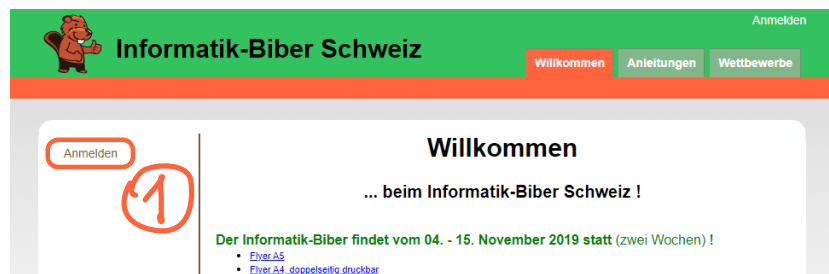 Anmelden
Informatik-Biber Schweiz
Willkommen Anleitungen Wettbewerbe
Anmelden
1
Willkommen
... beim Informatik-Biber Schweiz !
Der Informatik-Biber findet vom 04. - 15. November 2019 statt (zwei Wochen) !
Flyer A5
Flyer A4, doppelseitig druckbar